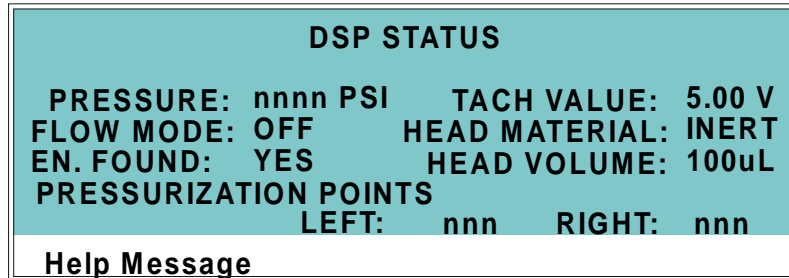 DSP STATUS
PRESSURE: nnnn PSI TACH VALUE: 5.00 V
FLOW MODE: OFF HEAD MATERIAL: INERT
EN. FOUND: YES HEAD VOLUME: 100uL
PRESSURIZATION POINTS
LEFT: nnn RIGHT: nnn
Help Message